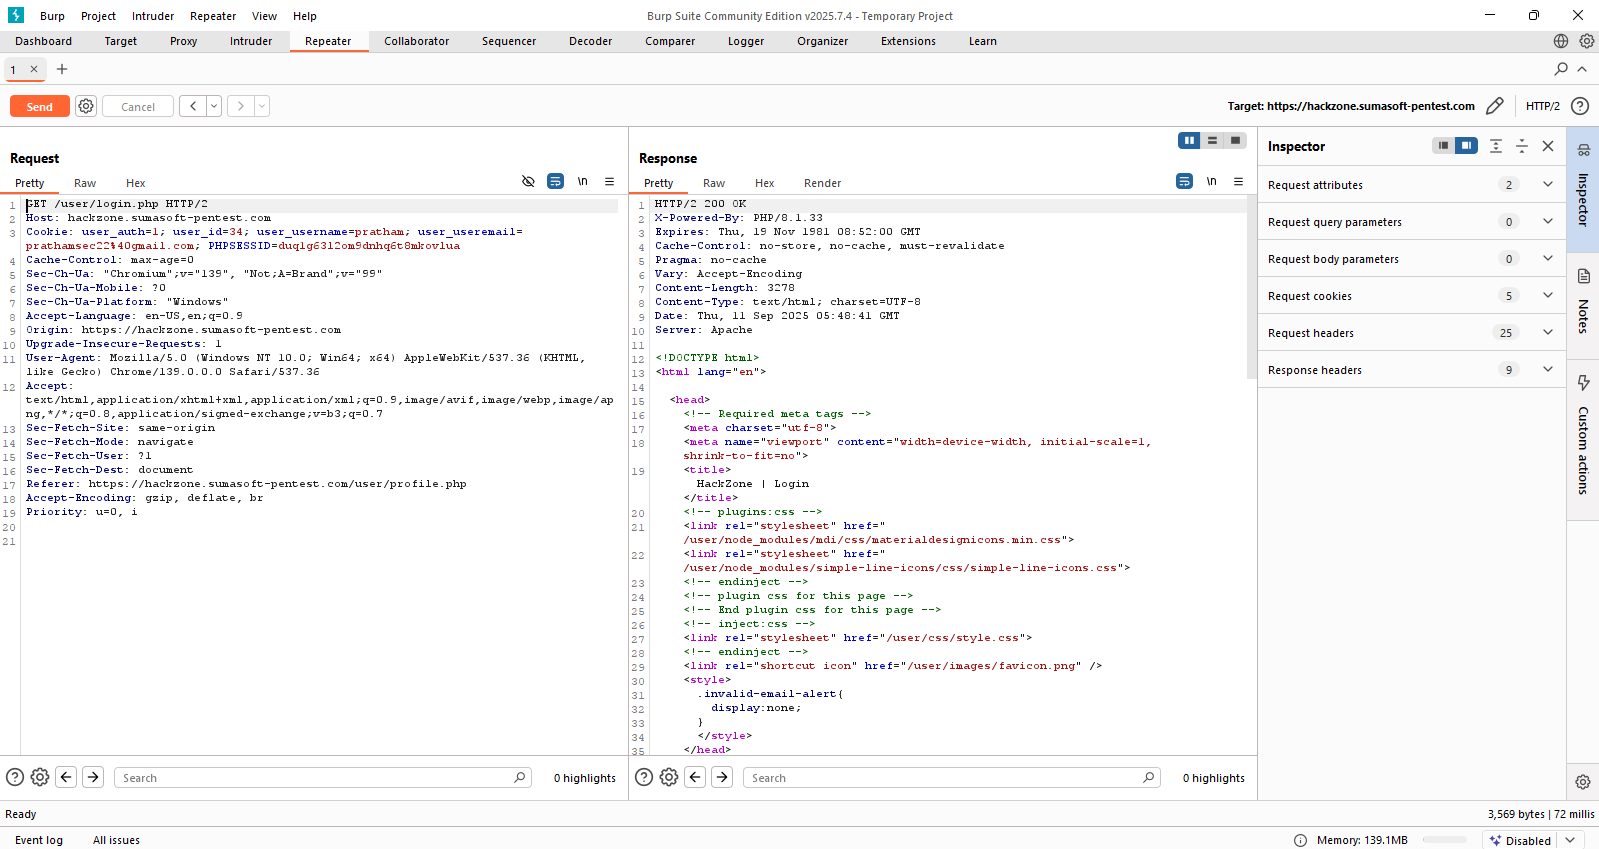 Burp Project Intruder Repeater View Help Burp Suite Community Edition v2025.7.4 - Temporary Project
Dashboard Target Proxy Intruder Repeater Collaborator Sequencer Decoder Comparer Logger Organizer Extensions Learn
1
Send Cancel Target: https://hackzone.sumasoft-pentest.com HTTP/2
Request
Pretty Raw Hex \n
1 GET /user/login.php HTTP/2
2 Host: hackzone.sumasoft-pentest.com
3 Cookie: user_auth=1; user_id=34; user_username=pratham; user_useremail=
prathamsec22%40gmail.com; PHPSESSID=duqlg63l2om9dnhq6t8mkovlua
4 Cache-Control: max-age=0
5 Sec-Ch-Ua: "Chromium";v="139", "Not;A=Brand";v="99"
6 Sec-Ch-Ua-Mobile: ?0
7 Sec-Ch-Ua-Platform: "Windows"
8 Accept-Language: en-US,en;q=0.9
9 Origin: https://hackzone.sumasoft-pentest.com
10 Upgrade-Insecure-Requests: 1
11 User-Agent: Mozilla/5.0 (Windows NT 10.0; Win64; x64) AppleWebKit/537.36 (KHTML,
like Gecko) Chrome/139.0.0.0 Safari/537.36
12 Accept:
text/html,application/xhtml+xml,application/xml;q=0.9,image/avif,image/webp,image/ap
ng,*/*;q=0.8,application/signed-exchange;v=b3;q=0.7
13 Sec-Fetch-Site: same-origin
14 Sec-Fetch-Mode: navigate
15 Sec-Fetch-User: ?1
16 Sec-Fetch-Dest: document
17 Referer: https://hackzone.sumasoft-pentest.com/user/profile.php
18 Accept-Encoding: gzip, deflate, br
19 Priority: u=0, i
20
21
Search 0 highlights
Response
Pretty Raw Hex Render \n
1 HTTP/2 200 OK
2 X-Powered-By: PHP/8.1.33
3 Expires: Thu, 19 Nov 1981 08:52:00 GMT
4 Cache-Control: no-store, no-cache, must-revalidate
5 Pragma: no-cache
6 Vary: Accept-Encoding
7 Content-Length: 3278
8 Content-Type: text/html; charset=UTF-8
9 Date: Thu, 11 Sep 2025 05:48:41 GMT
10 Server: Apache
11
12 <!DOCTYPE html>
13 <html lang="en">
14
15 <head>
16 <!-- Required meta tags -->
17 <meta charset="utf-8">
18 <meta name="viewport" content="width=device-width, initial-scale=1,
shrink-to-fit=no">
19 <title>
HackZone | Login
</title>
20 <!-- plugins:css -->
21 <link rel="stylesheet" href="
/user/node_modules/mdi/css/materialdesignicons.min.css">
22 <link rel="stylesheet" href="
/user/node_modules/simple-line-icons/css/simple-line-icons.css">
23 <!-- endinject -->
24 <!-- plugin css for this page -->
25 <!-- End plugin css for this page -->
26 <!-- inject:css -->
27 <link rel="stylesheet" href="/user/css/style.css">
28 <!-- endinject -->
29 <link rel="shortcut icon" href="/user/images/favicon.png" />
30 <style>
31 .invalid-email-alert{
32 display:none;
33 }
34 </style>
35 </head>
Search 0 highlights
Inspector
Request attributes 2
Request query parameters 0
Request body parameters 0
Request cookies 5
Request headers 25
Response headers 9
Inspector
Notes
Custom actions
Ready 3,569 bytes | 72 millis
Event log All issues Memory: 139.1MB Disabled